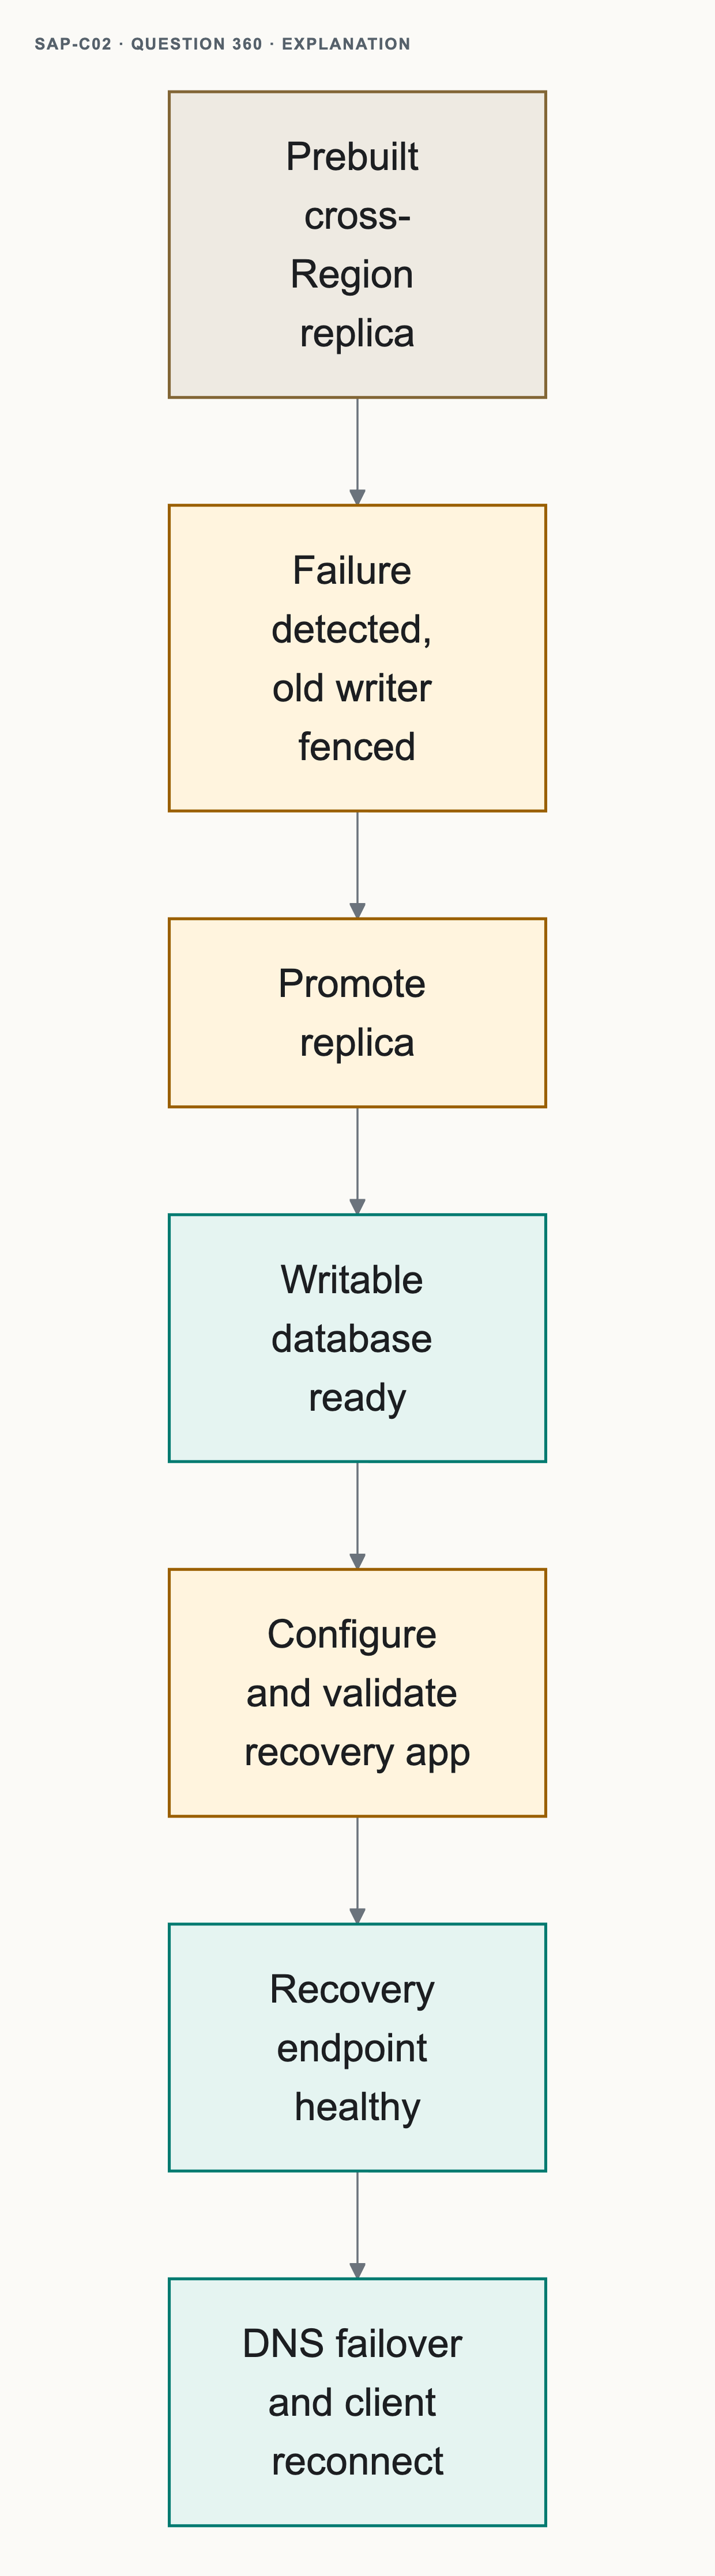 SAP-C02 · QUESTION 360 · EXPLANATION
Prebuilt
cross-
Region
replica
Failure
detected,
old writer
fenced
Promote
replica
Writable
database
ready
Configure
and validate
recovery app
Recovery
endpoint
healthy
DNS failover
and client
reconnect